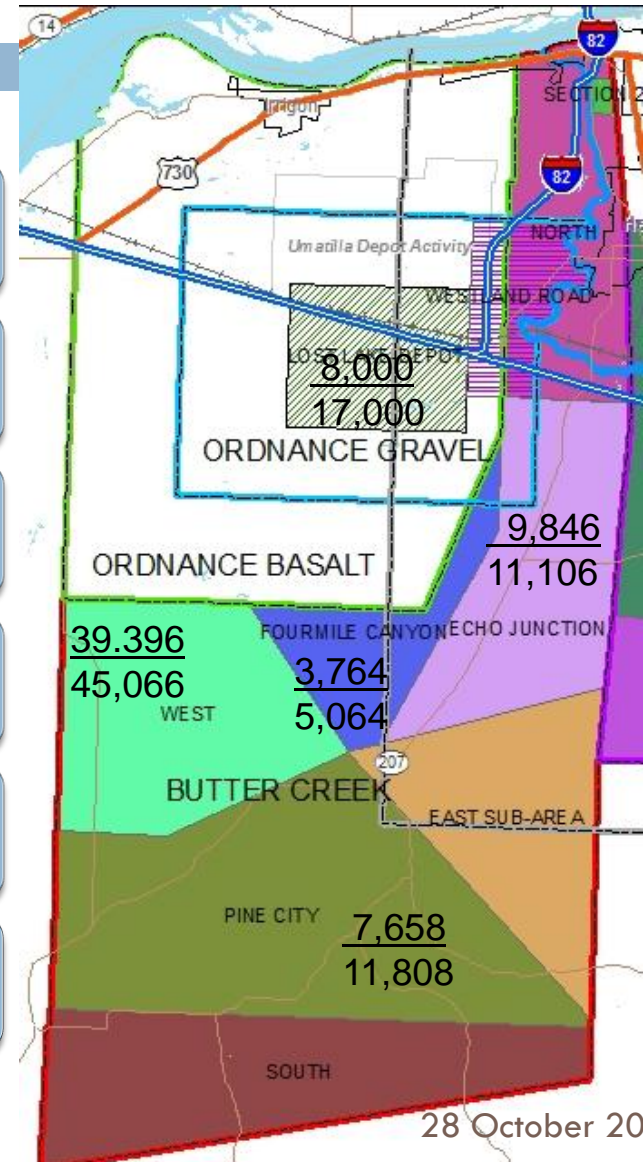 14
82
SECTION 2
Irrigon
730
82
NORTH
Umatilla Depot Activity
WESTLAND ROAD
LOST LAKE DEPOT
8,000
17,000
ORDNANCE GRAVEL
9,846
11,106
ORDNANCE BASALT
FOURMILE CANYON
ECHO JUNCTION
39.396
45,066
3,764
5,064
WEST
207
BUTTER CREEK
EAST SUB-AREA
PINE CITY
7,658
11,808
SOUTH
28 October 20